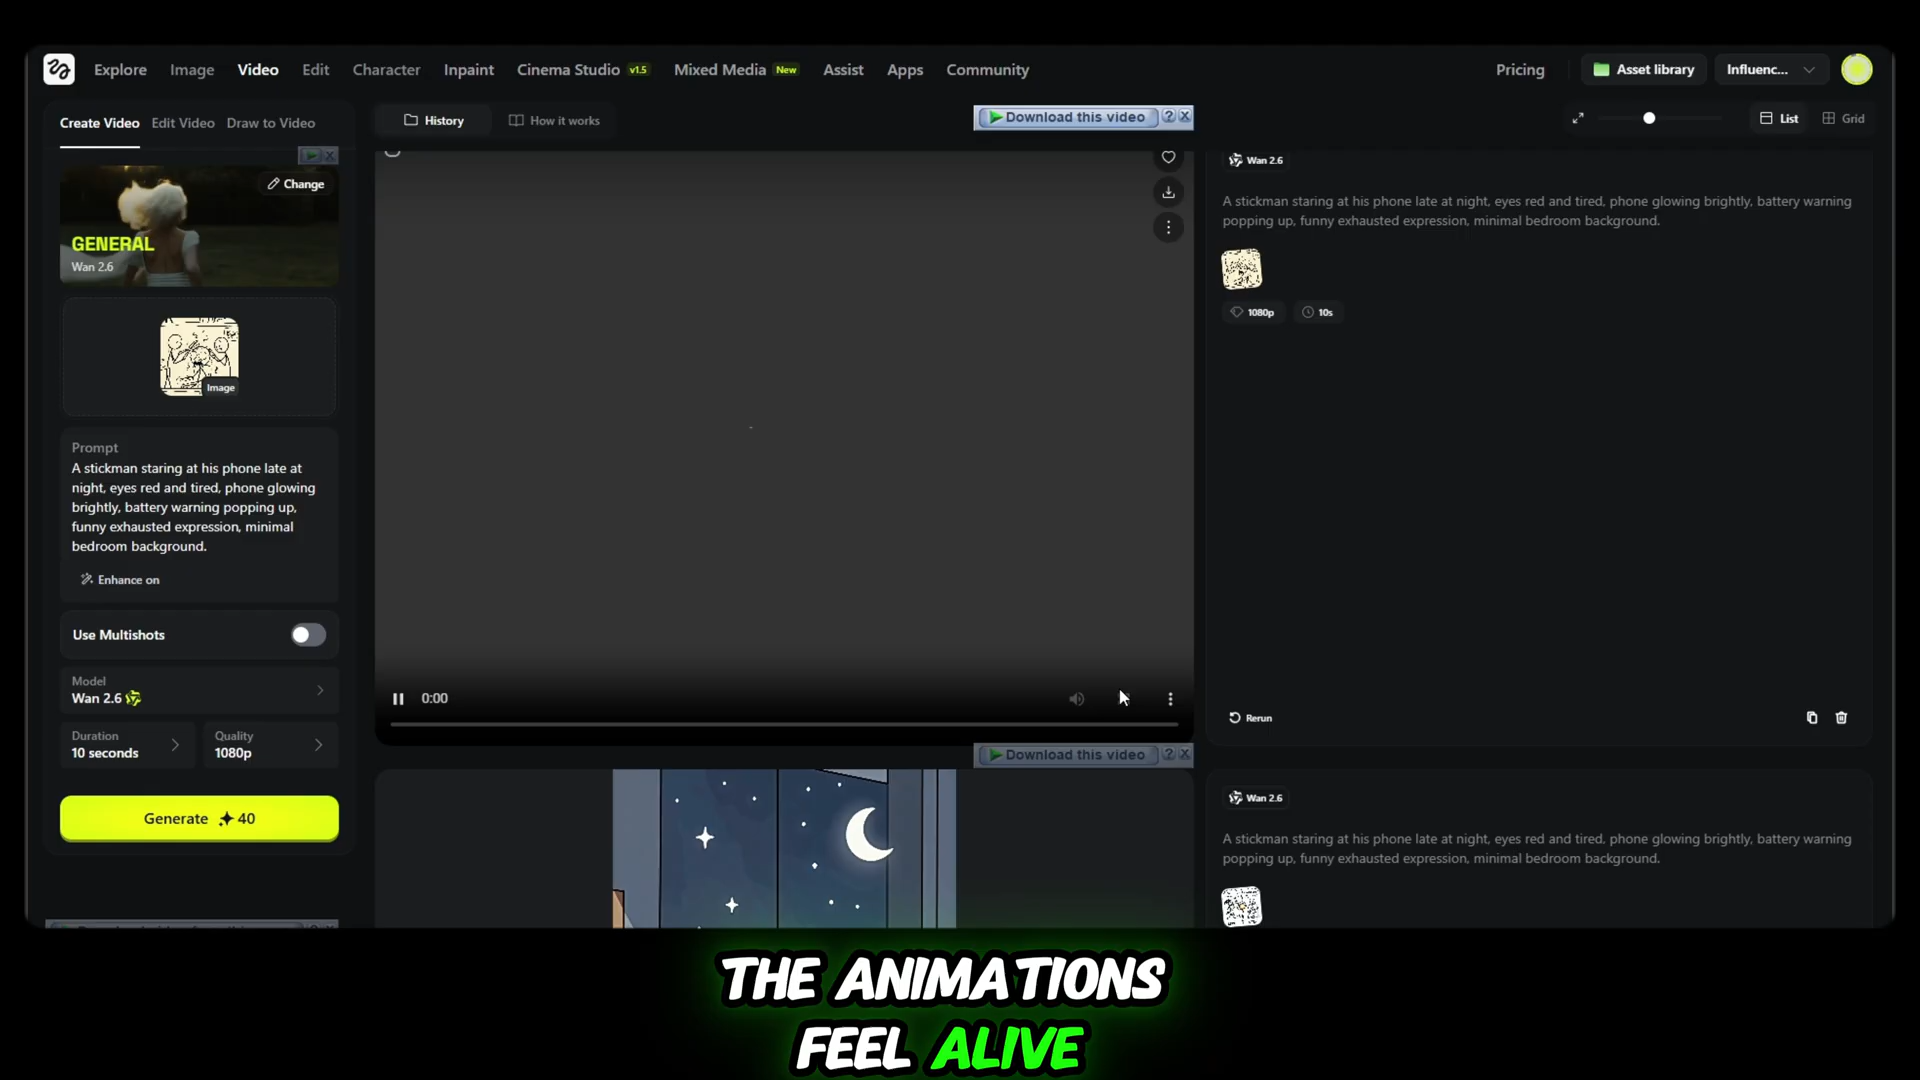 Explore Image Video Edit Character Inpaint Cinema Studio v1.5 Mixed Media New Assist Apps Community Pricing Asset library Influenc...
Create Video Edit Video Draw to Video
History How it works
Download this video ? X
List Grid
Change
GENERAL
Wan 2.6
Image
Prompt
A stickman staring at his phone late at
night, eyes red and tired, phone glowing
brightly, battery warning popping up,
funny exhausted expression, minimal
bedroom background.
Enhance on
Use Multishots
Model
Wan 2.6
Duration
10 seconds
Quality
1080p
Generate 40
0:00
Wan 2.6
A stickman staring at his phone late at night, eyes red and tired, phone glowing brightly, battery warning
popping up, funny exhausted expression, minimal bedroom background.
1080p 10s
Rerun
Download this video ? X
Wan 2.6
A stickman staring at his phone late at night, eyes red and tired, phone glowing brightly, battery warning
popping up, funny exhausted expression, minimal bedroom background.
THE ANIMATIONS
FEEL ALIVE